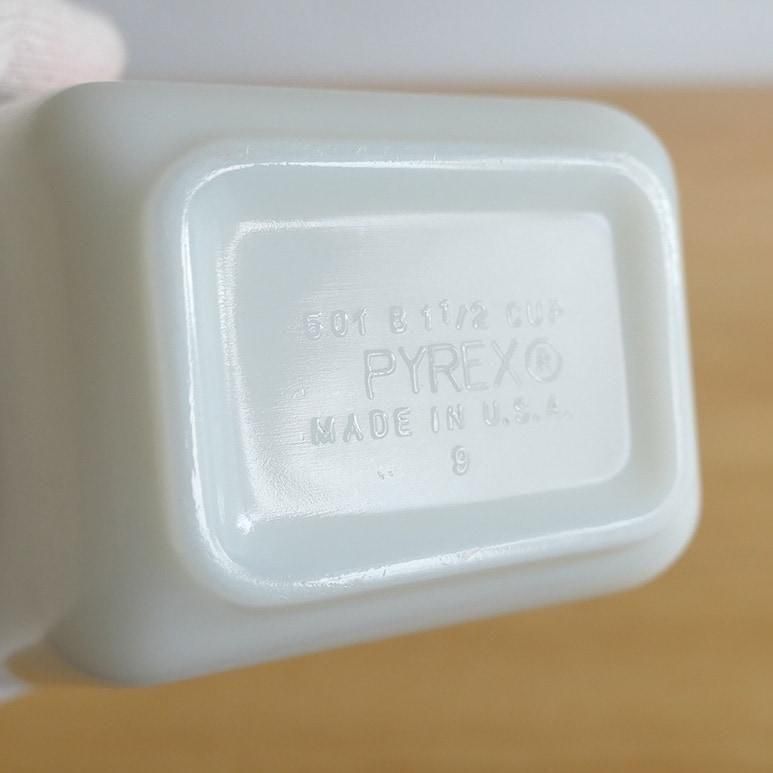 501 B 1 1/2 CUP
PYREX®
MADE IN U.S.A.
9